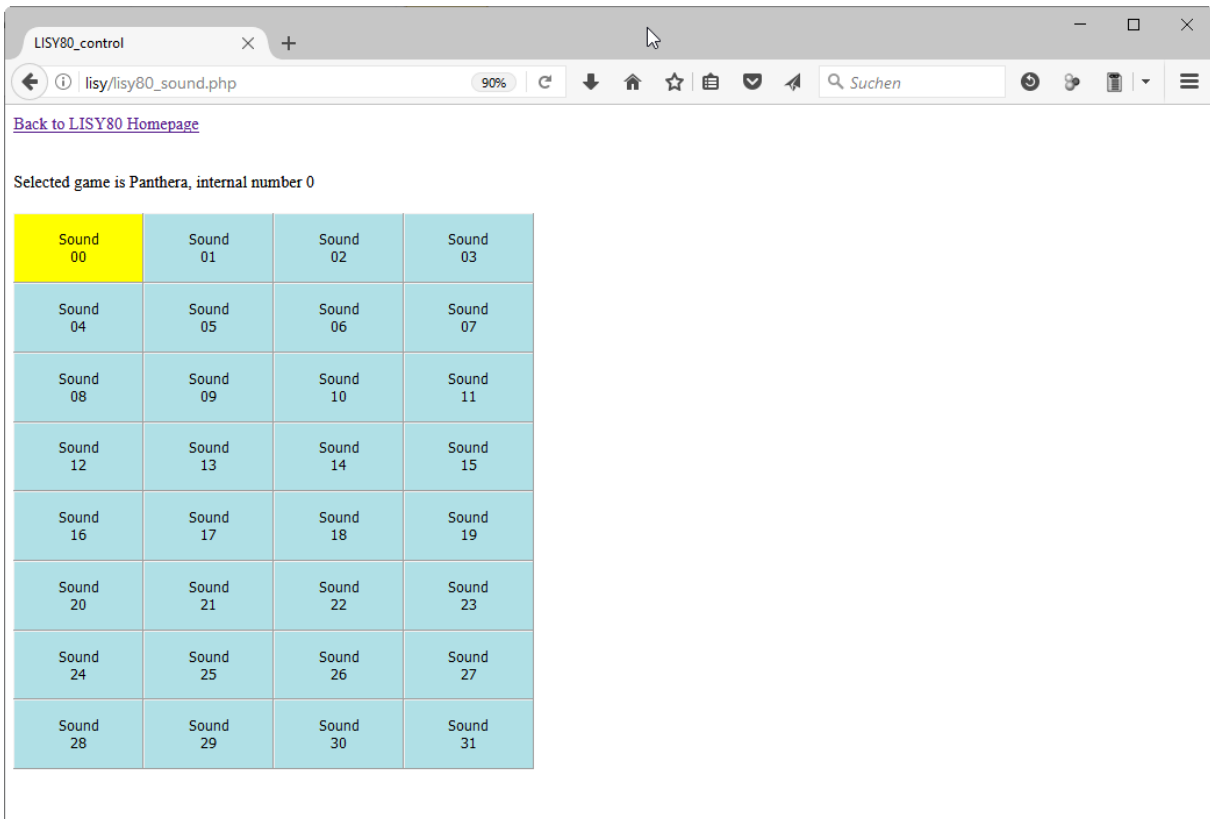 LISY80_control
lisy/lisy80_sound.php 90% Suchen
Back to LISY80 Homepage
Selected game is Panthera, internal number 0
Sound Sound Sound Sound
00 01 02 03
Sound Sound Sound Sound
04 05 06 07
Sound Sound Sound Sound
08 09 10 11
Sound Sound Sound Sound
12 13 14 15
Sound Sound Sound Sound
16 17 18 19
Sound Sound Sound Sound
20 21 22 23
Sound Sound Sound Sound
24 25 26 27
Sound Sound Sound Sound
28 29 30 31